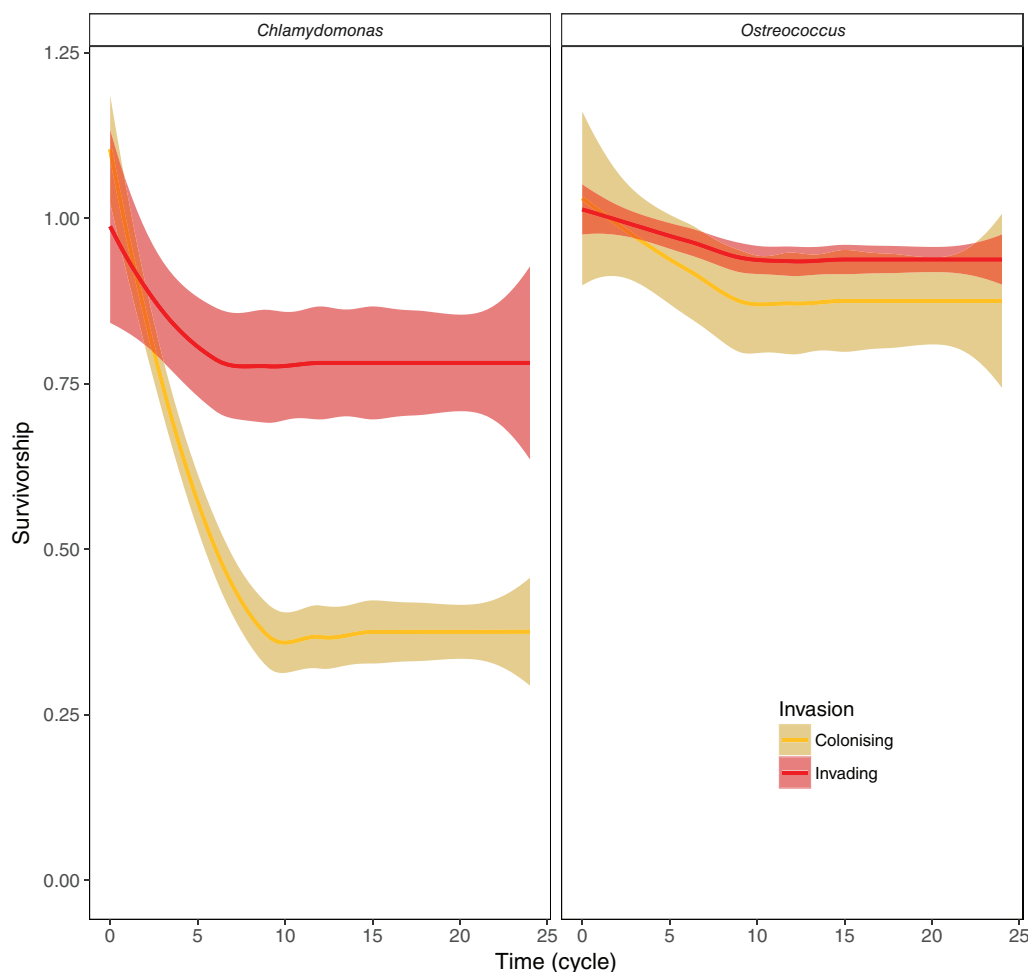 Chlamydomonas
Ostreococcus
1.25
1.00
0.75
0.50
0.25
0.00
Survivorship
Invasion
Colonising
Invading
0 5 10 15 20 25
0 5 10 15 20 25
Time (cycle)